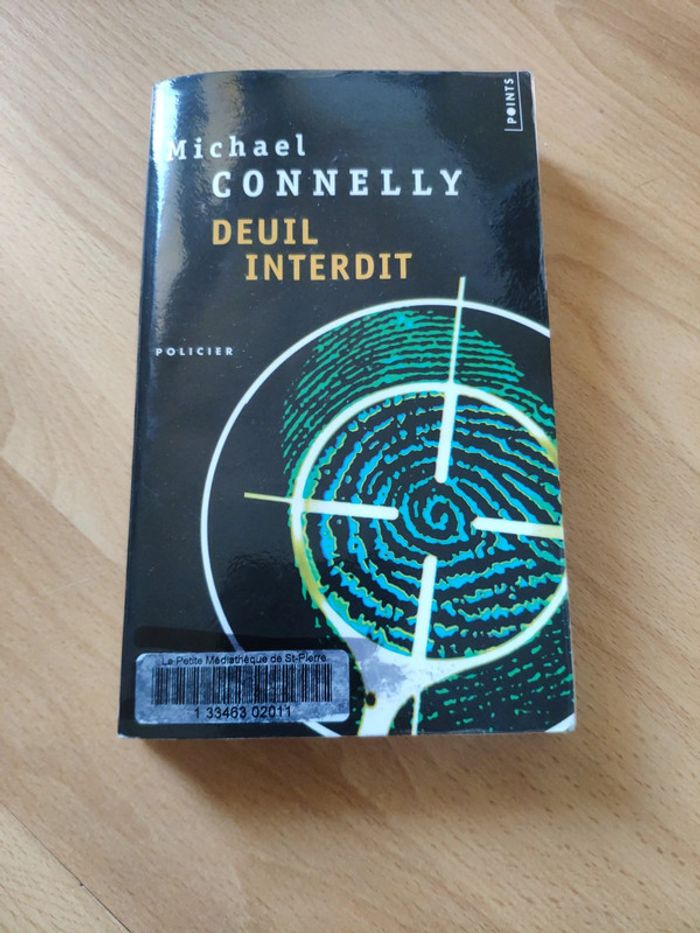 POINTS
Michael
CONNELLY
DEUIL
INTERDIT
POLICIER
La Petite Médiathèque de St-Pierre
1 33463 02011